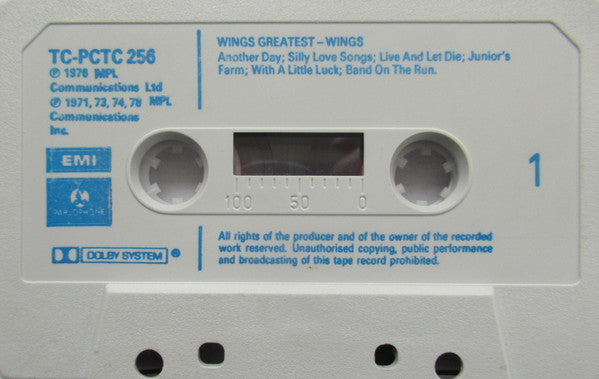 TC-PCTC 256
℗ 1976 MPL
Communications Ltd
℗ 1971, 73, 74, 78 MPL
Communications
Inc.
EMI
PARLOPHONE
DOLBY SYSTEM ®
WINGS GREATEST – WINGS
Another Day; Silly Love Songs; Live And Let Die; Junior's
Farm; With A Little Luck; Band On The Run.
100 50 0
1
All rights of the producer and of the owner of the recorded
work reserved. Unauthorised copying, public performance
and broadcasting of this tape record prohibited.